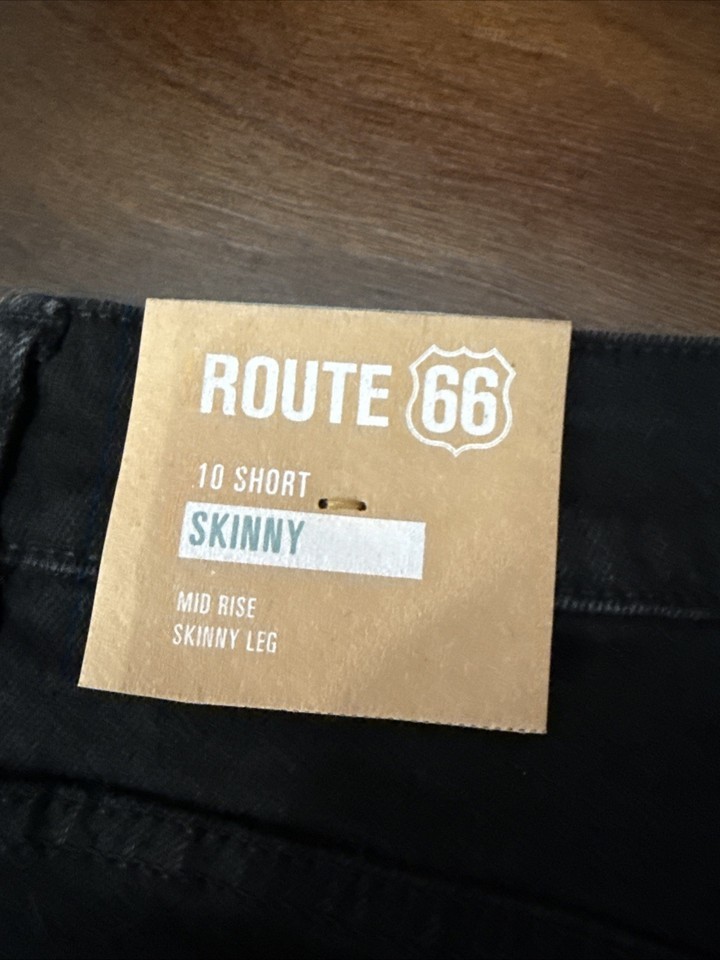 ROUTE 66
10 SHORT
SKINNY
MID RISE
SKINNY LEG